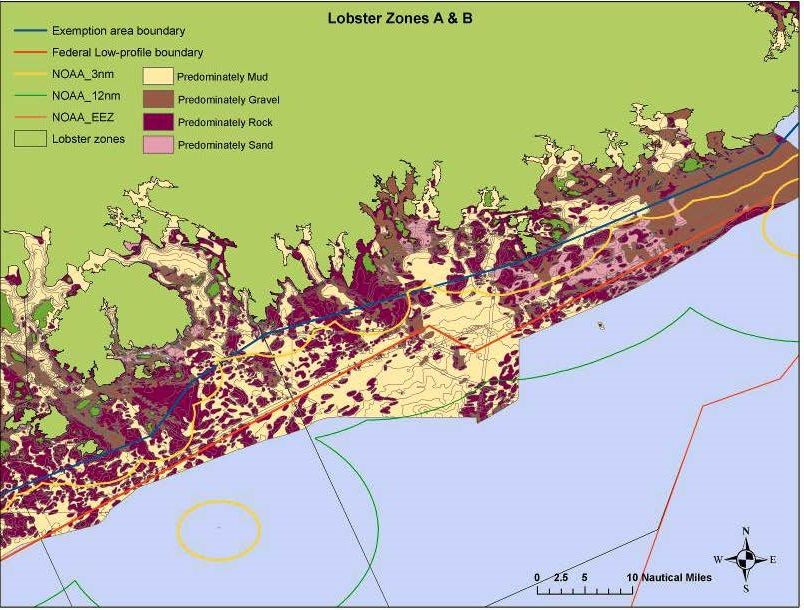 Lobster Zones A & B
Exemption area boundary
Federal Low-profile boundary
NOAA_3nm
NOAA_12nm
NOAA_EEZ
Lobster zones
Predominately Mud
Predominately Gravel
Predominately Rock
Predominately Sand
N
W E
S
0 2.5 5 10 Nautical Miles